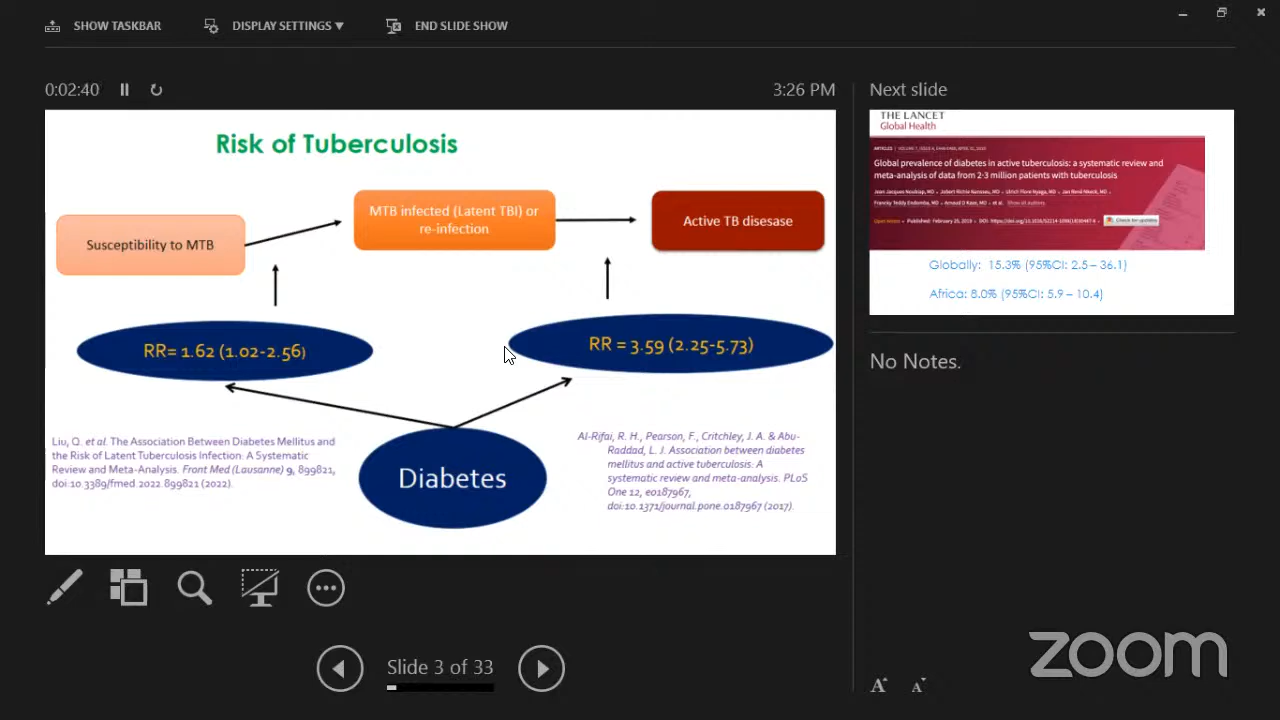 SHOW TASKBAR
DISPLAY SETTINGS
END SLIDE SHOW
0:02:40
3:26 PM
Risk of Tuberculosis
Susceptibility to MTB
MTB infected (Latent TBI) or
re-infection
Active TB disease
RR= 1.62 (1.02-2.56)
RR = 3.59 (2.25-5.73)
Diabetes
Liu, Q. et al. The Association Between Diabetes Mellitus and
the Risk of Latent Tuberculosis Infection: A Systematic
Review and Meta-Analysis. Front Med (Lausanne) 9, 899821,
doi:10.3389/fmed.2022.899821 (2022).
Al-Rifai, R. H., Pearson, F., Critchley, J. A. & Abu-
Raddad, L. J. Association between diabetes
mellitus and active tuberculosis: A
systematic review and meta-analysis. PLoS
One 12, e0187967,
doi:10.1371/journal.pone.0187967 (2017).
Slide 3 of 33
Next slide
THE LANCET
Global Health
Global prevalence of diabetes in active tuberculosis: a systematic review and
meta-analysis of data from 2·3 million patients with tuberculosis
Globally: 15.3% (95%CI: 2.5 – 36.1)
Africa: 8.0% (95%CI: 5.9 – 10.4)
No Notes.
A A
zoom